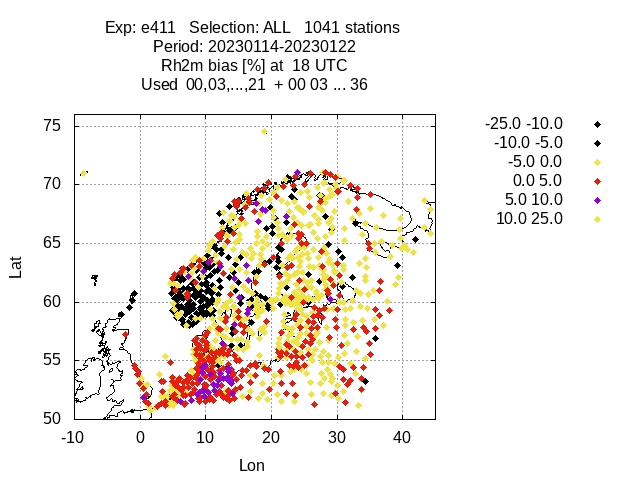 Exp: e411 Selection: ALL 1041 stations
Period: 20230114-20230122
Rh2m bias [%] at 18 UTC
Used 00,03,...,21 + 00 03 ... 36
-25.0 -10.0
-10.0 -5.0
-5.0 0.0
0.0 5.0
5.0 10.0
10.0 25.0
75
70
65
60
55
50
Lat
-10 0 10 20 30 40
Lon